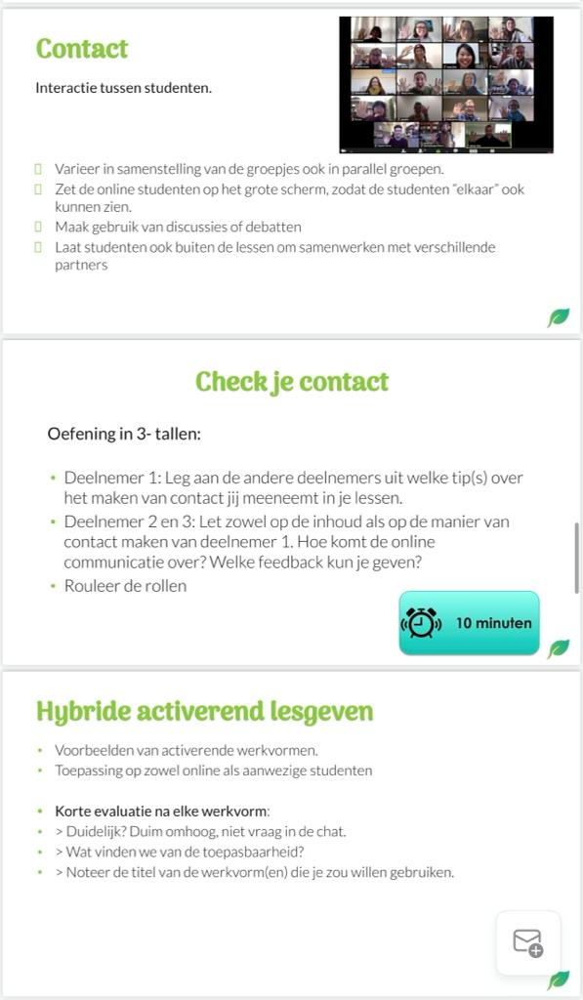 Contact
Interactie tussen studenten.
Varieer in samenstelling van de groepjes ook in parallel groepen.
Zet de online studenten op het grote scherm, zodat de studenten “elkaar” ook
kunnen zien.
Maak gebruik van discussies of debatten
Laat studenten ook buiten de lessen om samenwerken met verschillende
partners
Check je contact
Oefening in 3- tallen:
• Deelnemer 1: Leg aan de andere deelnemers uit welke tip(s) over
het maken van contact jij meeneemt in je lessen.
• Deelnemer 2 en 3: Let zowel op de inhoud als op de manier van
contact maken van deelnemer 1. Hoe komt de online
communicatie over? Welke feedback kun je geven?
• Rouleer de rollen
10 minuten
Hybride activerend lesgeven
• Voorbeelden van activerende werkvormen.
• Toepassing op zowel online als aanwezige studenten
• Korte evaluatie na elke werkvorm:
• > Duidelijk? Duim omhoog, niet vraag in de chat.
• > Wat vinden we van de toepasbaarheid?
• > Noteer de titel van de werkvorm(en) die je zou willen gebruiken.